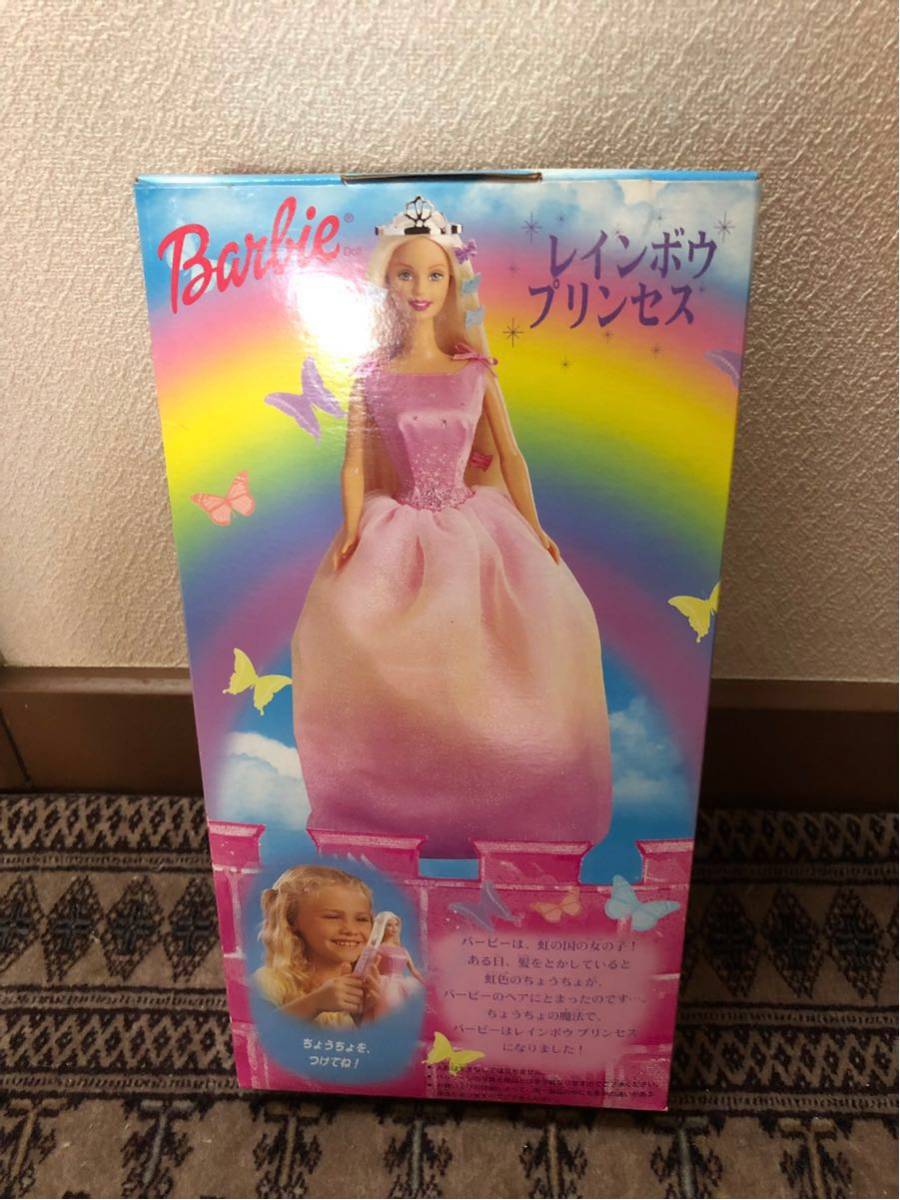 Barbie®
Doll
レインボウ
プリンセス
バービーは、虹の国の女の子！
ある日、髪をとかしていると
虹色のちょうちょが、
バービーのヘアにとまったのです…。
ちょうちょの魔法で、
バービーはレインボウ プリンセス
になりました！
ちょうちょを、
つけてね！